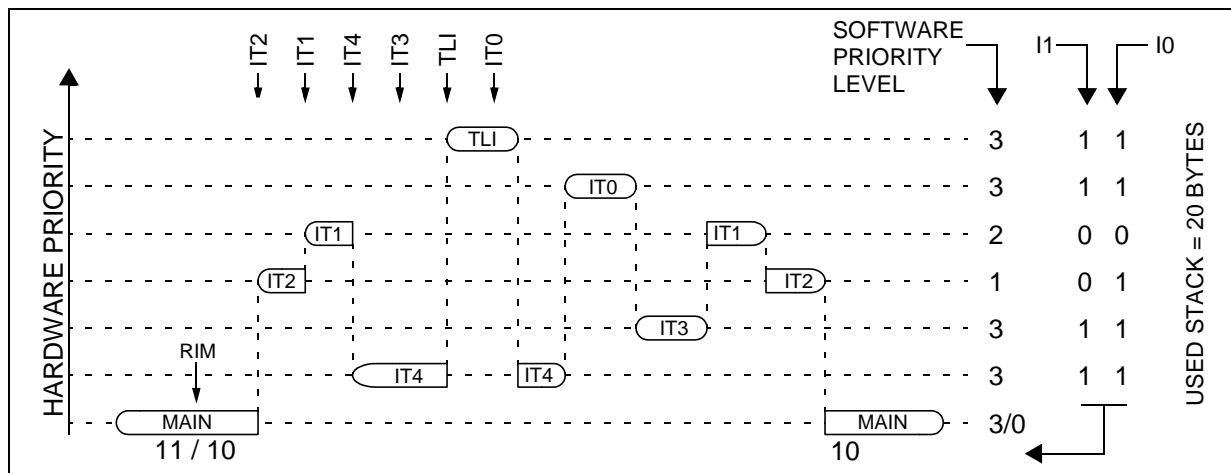 IT2
IT1
IT4
IT3
TLI
IT0
SOFTWARE
PRIORITY
LEVEL
I1
I0
HARDWARE PRIORITY
TLI
3
1 1
IT0
3
1 1
IT1
IT1
2
0 0
IT2
IT2
1
0 1
IT3
3
1 1
RIM
IT4
IT4
3
1 1
MAIN
MAIN
3/0
11 / 10
10
USED STACK = 20 BYTES